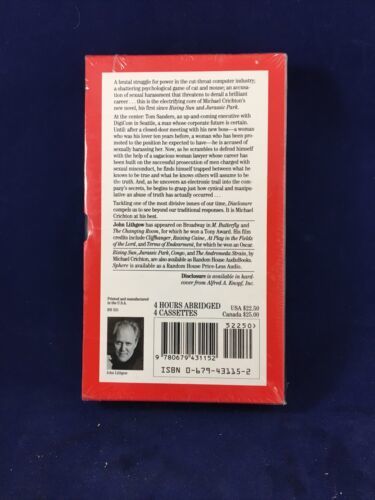 A brutal struggle for power in the cut-throat computer industry;
a shattering psychological game of cat and mouse; an accu-
sation of sexual harassment that threatens to derail a brilliant
career . . . this is the electrifying core of Michael Crichton's
new novel, his first since Rising Sun and Jurassic Park.
At the center: Tom Sanders, an up-and-coming executive with
DigiCom in Seattle, a man whose corporate future is certain.
Until: after a closed-door meeting with his new boss—a woman
who was his lover ten years before, a woman who has been pro-
moted to the position he expected to have—he is accused of
sexually harassing her. Now, as he scrambles to defend himself
with the help of a sagacious woman lawyer whose career has
been built on the successful prosecution of men charged with
sexual misconduct, he finds himself trapped between what he
knows to be true and what he knows others will assume to be
the truth. And, as he uncovers an electronic trail into the com-
pany's secrets, he begins to grasp just how cynical and manipu-
lative an abuse of truth has actually occurred . . .
Tackling one of the most divisive issues of our time, Disclosure
compels us to see beyond our traditional responses. It is Michael
Crichton at his best.
John Lithgow has appeared on Broadway in M. Butterfly and
The Changing Room, for which he won a Tony Award. His film
credits include Cliffhanger, Raising Caine, At Play in the Fields
of the Lord, and Terms of Endearment, for which he won an Oscar.
Rising Sun, Jurassic Park, Congo, and The Andromeda Strain, by
Michael Crichton, are also available as Random House AudioBooks.
Sphere is available as a Random House Price-Less Audio.
Disclosure is available in hard-
cover from Alfred A. Knopf, Inc.
Printed and manufactured
in the U.S.A.
4 HOURS ABRIDGED
4 CASSETTES
USA $22.50
Canada $25.00
52250
9 780679 431152
ISBN 0-679-43115-2
John Lithgow